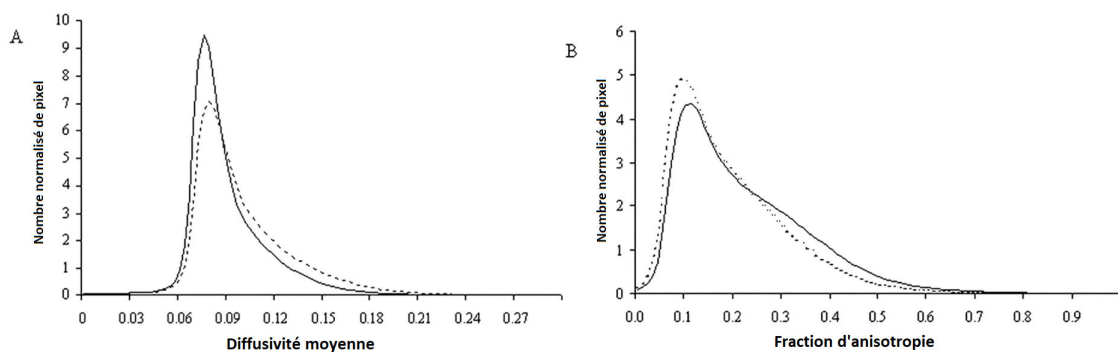 A
Nombre normalisé de pixel
10
9
8
7
6
5
4
3
2
1
0
0 0.03 0.06 0.09 0.12 0.15 0.18 0.21 0.24 0.27
Diffusivité moyenne
B
Nombre normalisé de pixel
6
5
4
3
2
1
0
0.0 0.1 0.2 0.3 0.4 0.5 0.6 0.7 0.8 0.9
Fraction d'anisotropie